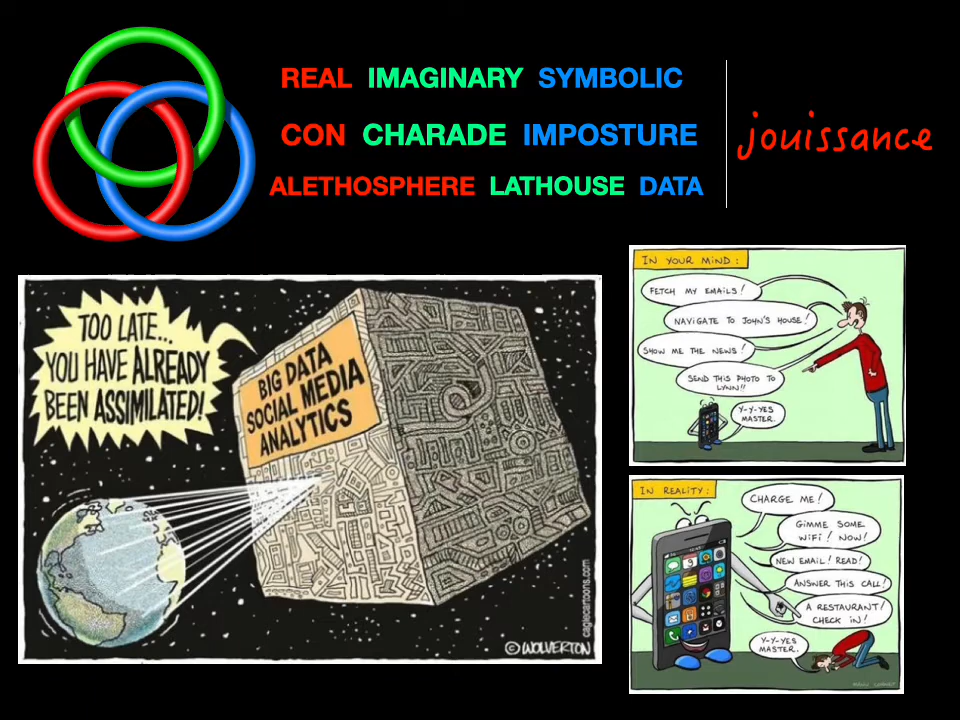 REAL IMAGINARY SYMBOLIC
CON CHARADE IMPOSTURE
ALETHOSPHERE LATHOUSE DATA
jouissance
TOO LATE...
YOU HAVE ALREADY
BEEN ASSIMILATED!
BIG DATA
SOCIAL MEDIA
ANALYTICS
caglecartoons.com
© WOLVERTON
IN YOUR MIND:
FETCH MY EMAILS!
NAVIGATE TO JOHN'S HOUSE!
SHOW ME THE NEWS!
SEND THIS PHOTO TO
LYNN!!
Y-Y-YES
MASTER.
IN REALITY:
CHARGE ME!
GIMME SOME
WIFI! NOW!
NEW EMAIL! READ!
ANSWER THIS CALL!
A RESTAURANT!
CHECK IN!
Y-Y-YES
MASTER.